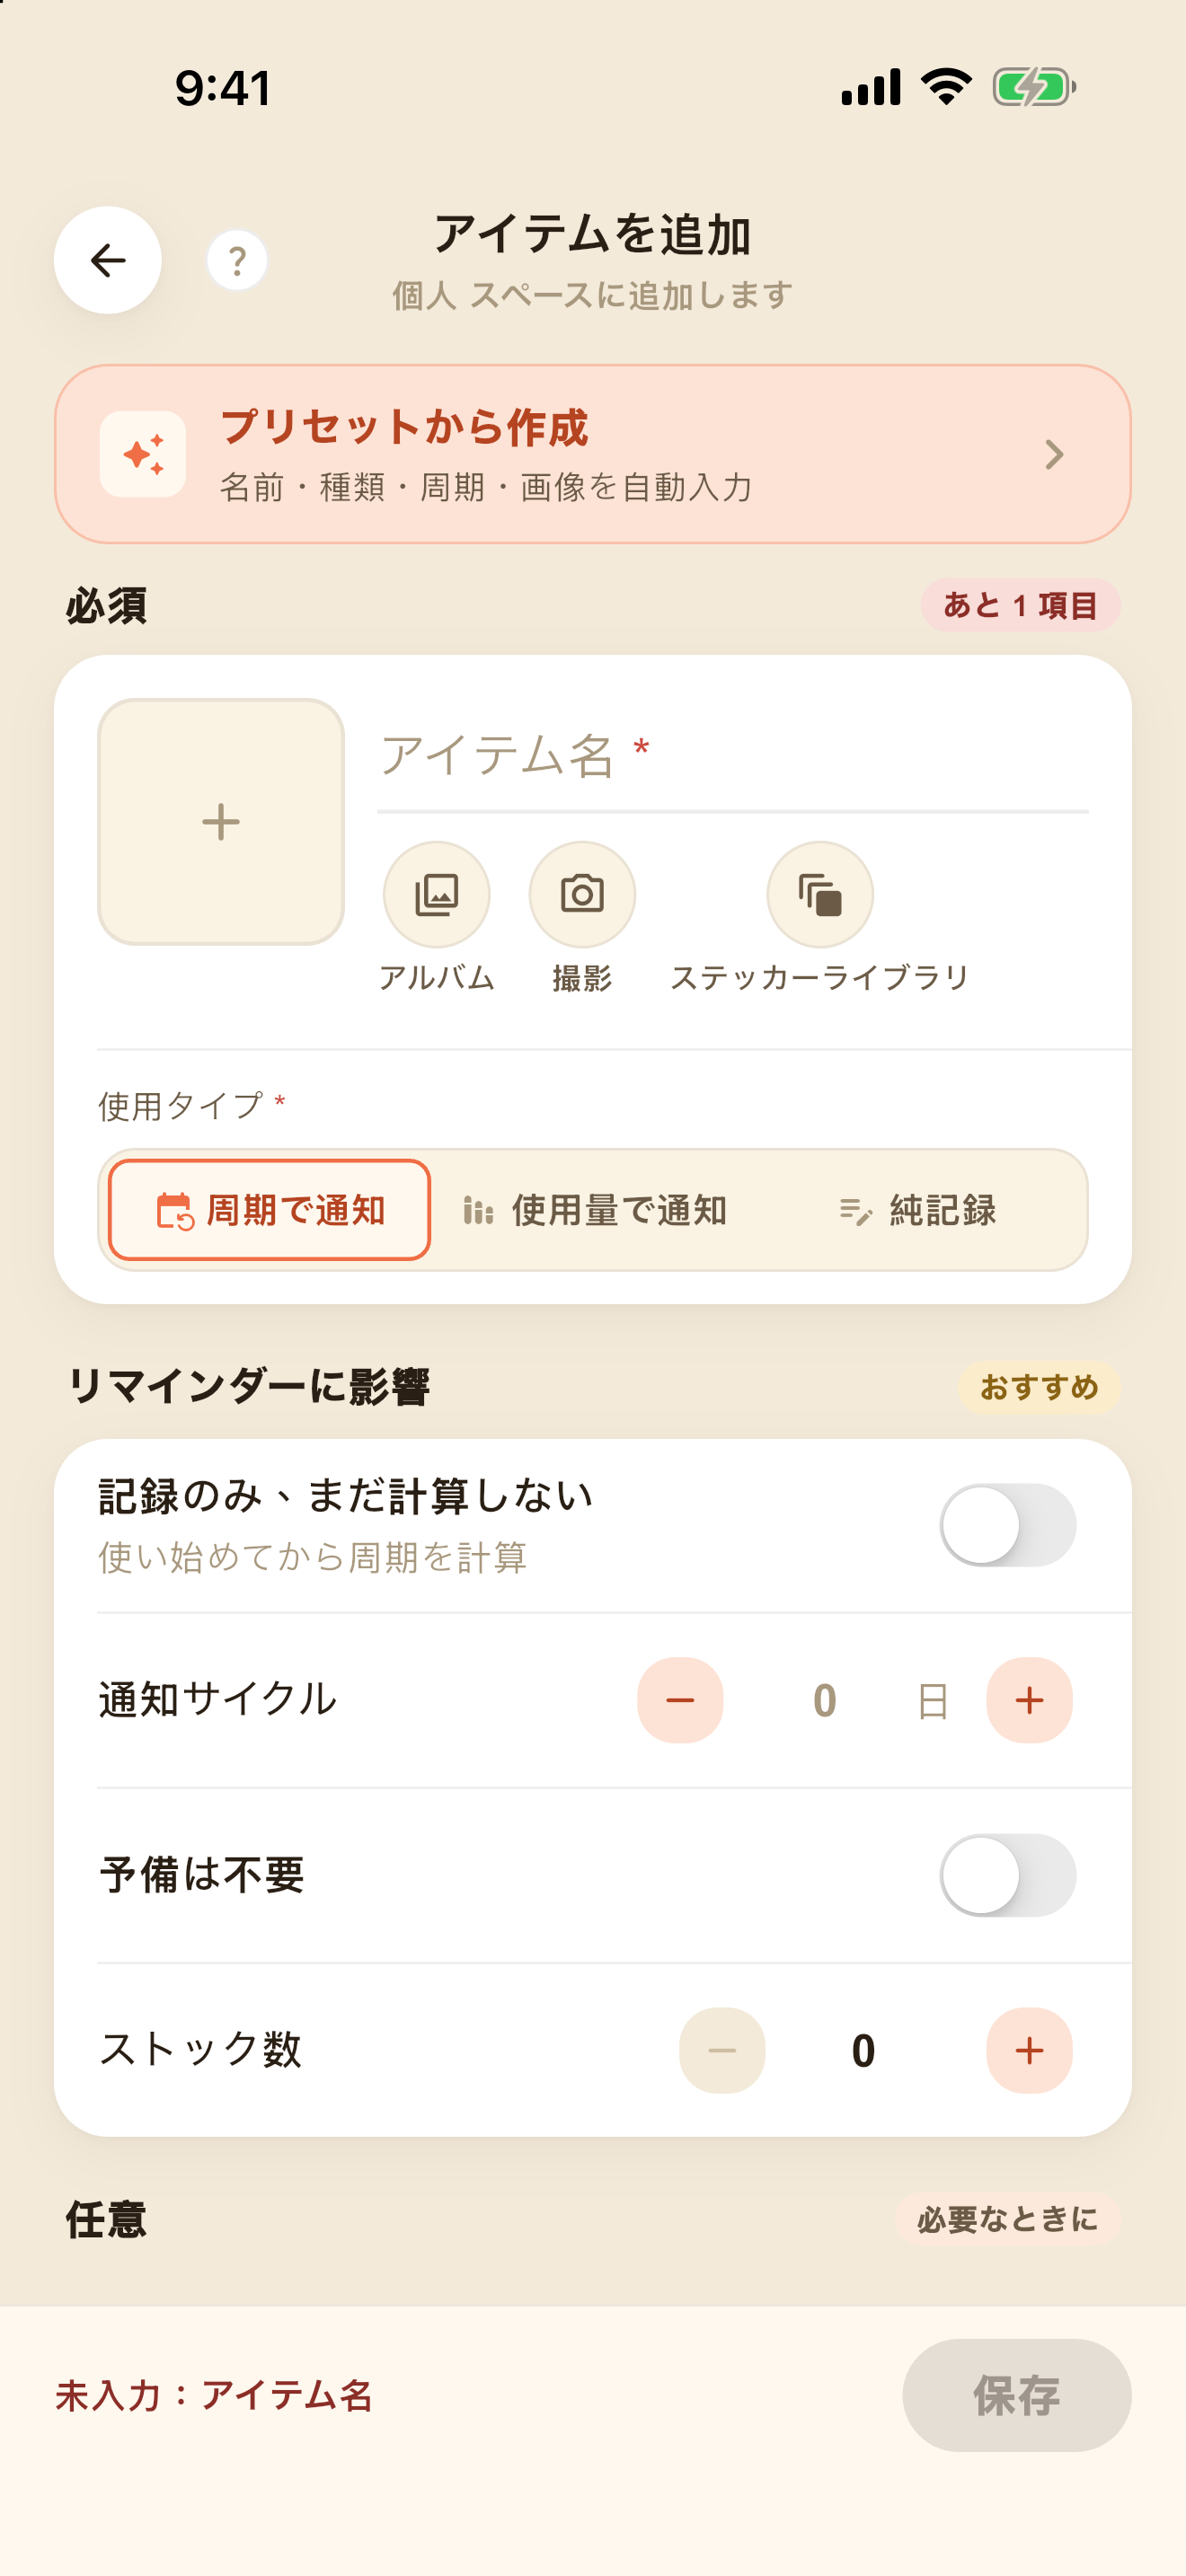 9:41
?
アイテムを追加
個人 スペースに追加します
プリセットから作成
名前・種類・周期・画像を自動入力
必須
あと 1 項目
アイテム名 *
アルバム
撮影
ステッカーライブラリ
使用タイプ *
周期で通知
使用量で通知
純記録
リマインダーに影響
おすすめ
記録のみ、まだ計算しない
使い始めてから周期を計算
通知サイクル
0
日
予備は不要
ストック数
0
任意
必要なときに
未入力：アイテム名
保存